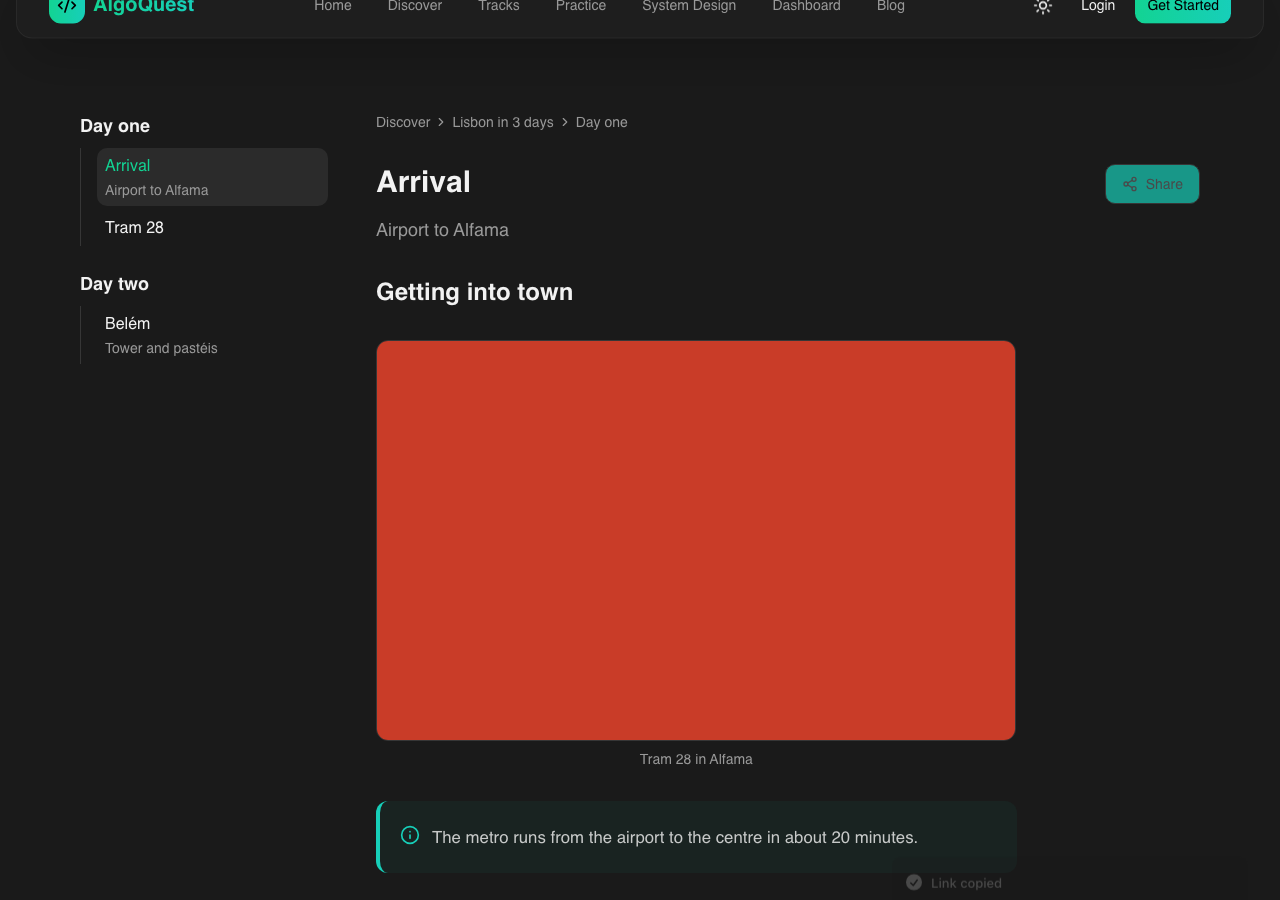 AlgoQuest
Home Discover Tracks Practice System Design Dashboard Blog
Login Get Started
Day one
Arrival
Airport to Alfama
Tram 28
Day two
Belém
Tower and pastéis
Discover > Lisbon in 3 days > Day one
Arrival
Share
Airport to Alfama
Getting into town
Tram 28 in Alfama
The metro runs from the airport to the centre in about 20 minutes.
Link copied